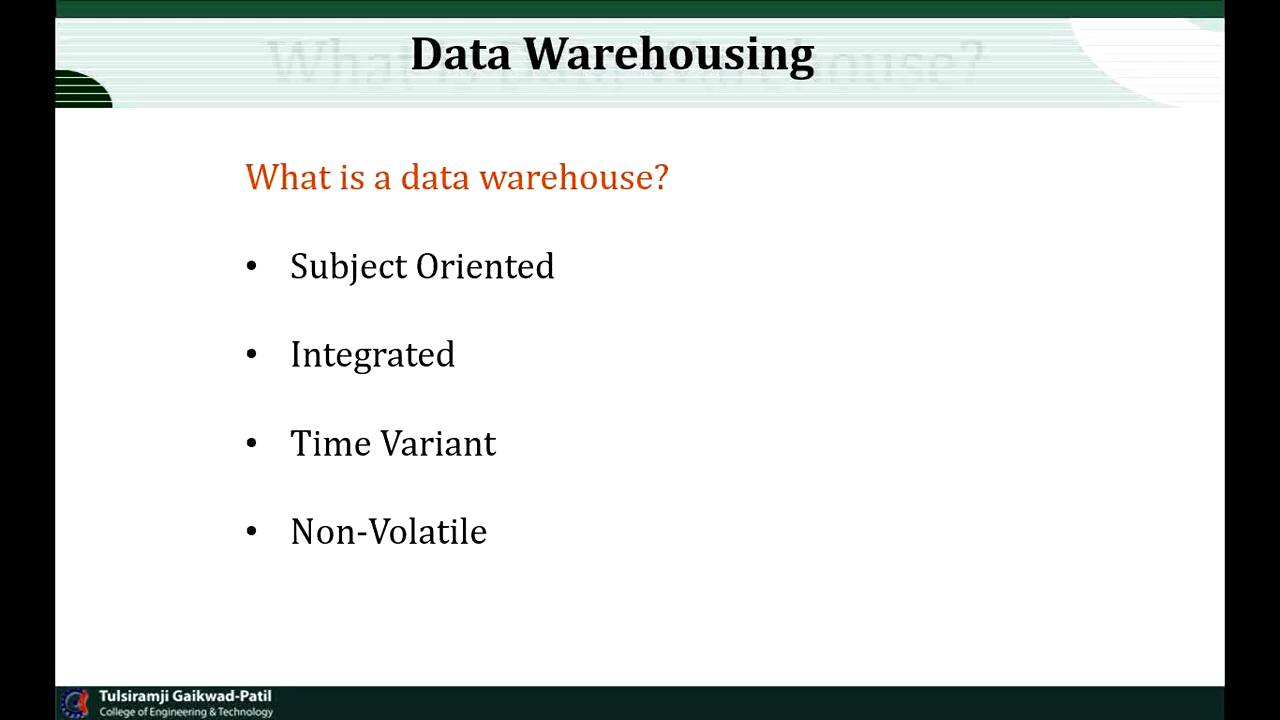 Data Warehousing
What is a data warehouse?
• Subject Oriented
• Integrated
• Time Variant
• Non-Volatile
Tulsiramji Gaikwad-Patil
College of Engineering & Technology